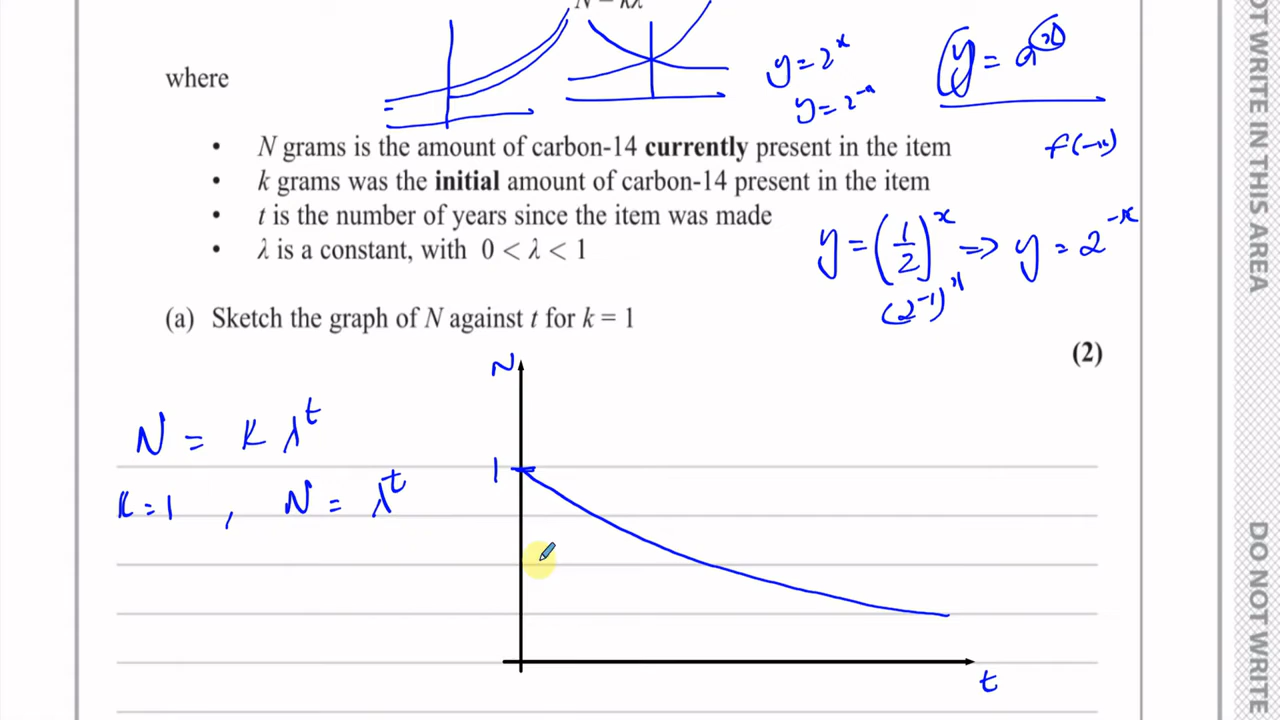 N = kλ
y = 2^x
y = 2^-x
y = a^x
where
• N grams is the amount of carbon-14 currently present in the item
f(-x)
• k grams was the initial amount of carbon-14 present in the item
• t is the number of years since the item was made
• λ is a constant, with 0 < λ < 1
y = (1/2)^x => y = 2^-x
(2^-1)^x
(a) Sketch the graph of N against t for k = 1
(2)
N
N = k λ^t
1
k = 1 , N = λ^t
t
OT WRITE IN THIS AREA
DO NOT WRITE